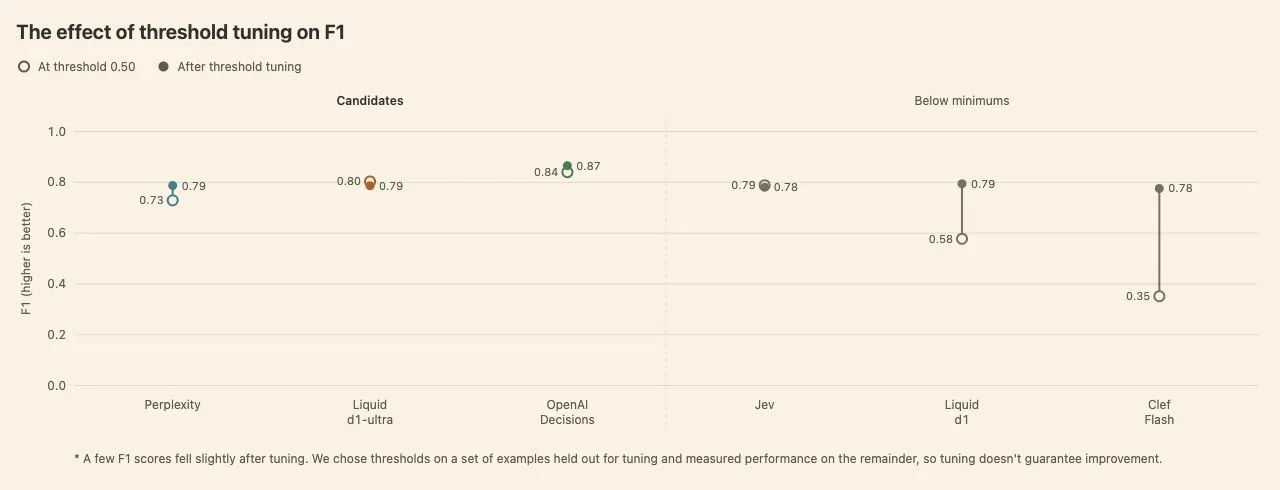 The effect of threshold tuning on F1
At threshold 0.50
After threshold tuning
Candidates
Below minimums
F1 (higher is better)
1.0
0.8
0.6
0.4
0.2
0.0
0.73
0.79
0.80
0.79
0.84
0.87
0.79
0.78
0.58
0.79
0.35
0.78
Perplexity
Liquid
d1-ultra
OpenAI
Decisions
Jev
Liquid
d1
Clef
Flash
* A few F1 scores fell slightly after tuning. We chose thresholds on a set of examples held out for tuning and measured performance on the remainder, so tuning doesn't guarantee improvement.